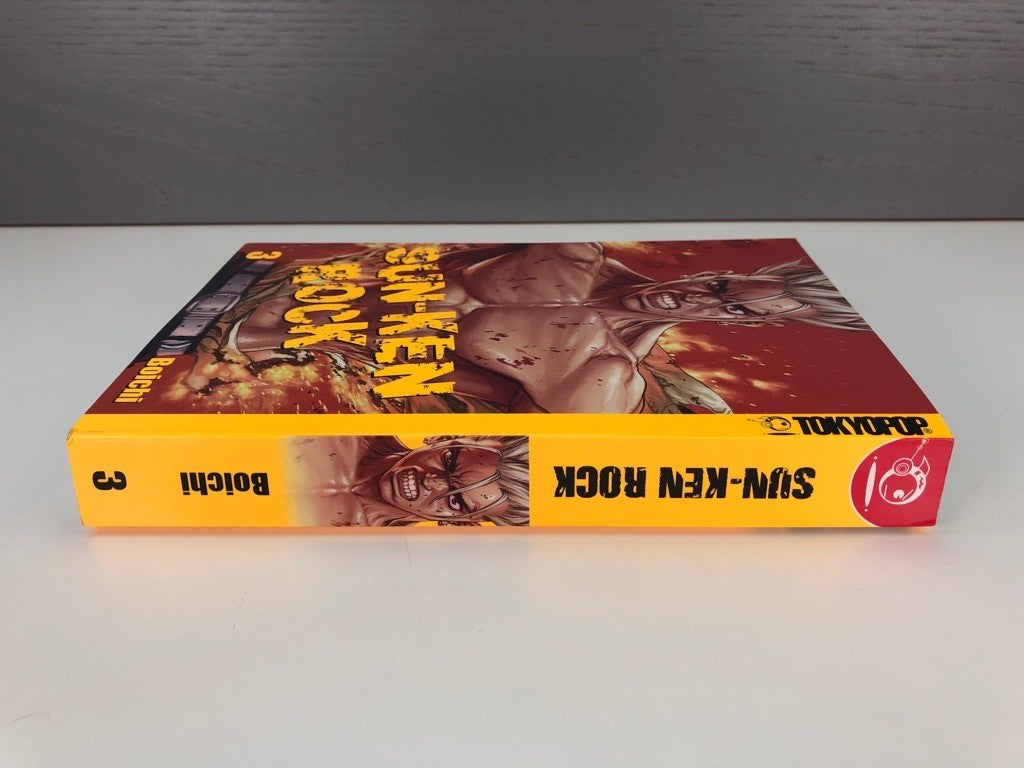 SUN-KEN
ROCK
3
Boichi
TOKYOPOP®
SUN-KEN ROCK
Boichi
3